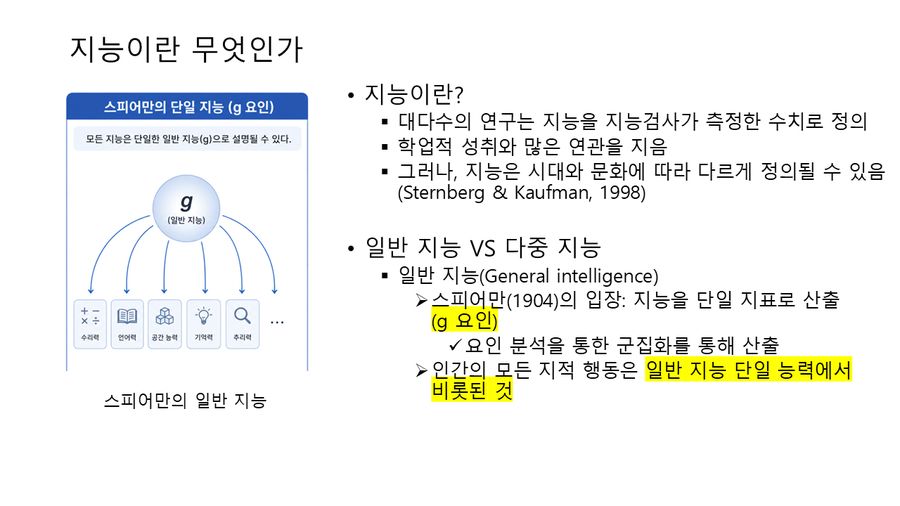 지능이란 무엇인가
스피어만의 단일 지능 (g 요인)
모든 지능은 단일한 일반 지능(g)으로 설명될 수 있다.
g
(일반 지능)
수리력
언어력
공간 능력
기억력
추리력
...
스피어만의 일반 지능
• 지능이란?
▪ 대다수의 연구는 지능을 지능검사가 측정한 수치로 정의
▪ 학업적 성취와 많은 연관을 지음
▪ 그러나, 지능은 시대와 문화에 따라 다르게 정의될 수 있음
(Sternberg & Kaufman, 1998)
• 일반 지능 VS 다중 지능
▪ 일반 지능(General intelligence)
➢스피어만(1904)의 입장: 지능을 단일 지표로 산출
(g 요인)
✓요인 분석을 통한 군집화를 통해 산출
➢인간의 모든 지적 행동은 일반 지능 단일 능력에서
비롯된 것